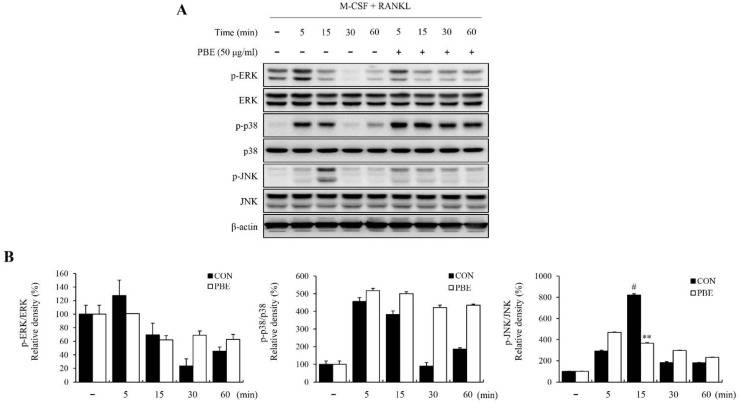 A
M-CSF + RANKL
Time (min) − 5 15 30 60 5 15 30 60
PBE (50 µg/ml) − − − − − + + + +
p-ERK
ERK
p-p38
p38
p-JNK
JNK
β-actin
B
p-ERK/ERK
Relative density (%)
140
120
100
80
60
40
20
0
CON
PBE
− 5 15 30 60 (min)
p-p38/p38
Relative density (%)
600
500
400
300
200
100
0
CON
PBE
− 5 15 30 60 (min)
p-JNK/JNK
Relative density (%)
1,000
800
600
400
200
0
#
**
CON
PBE
− 5 15 30 60 (min)